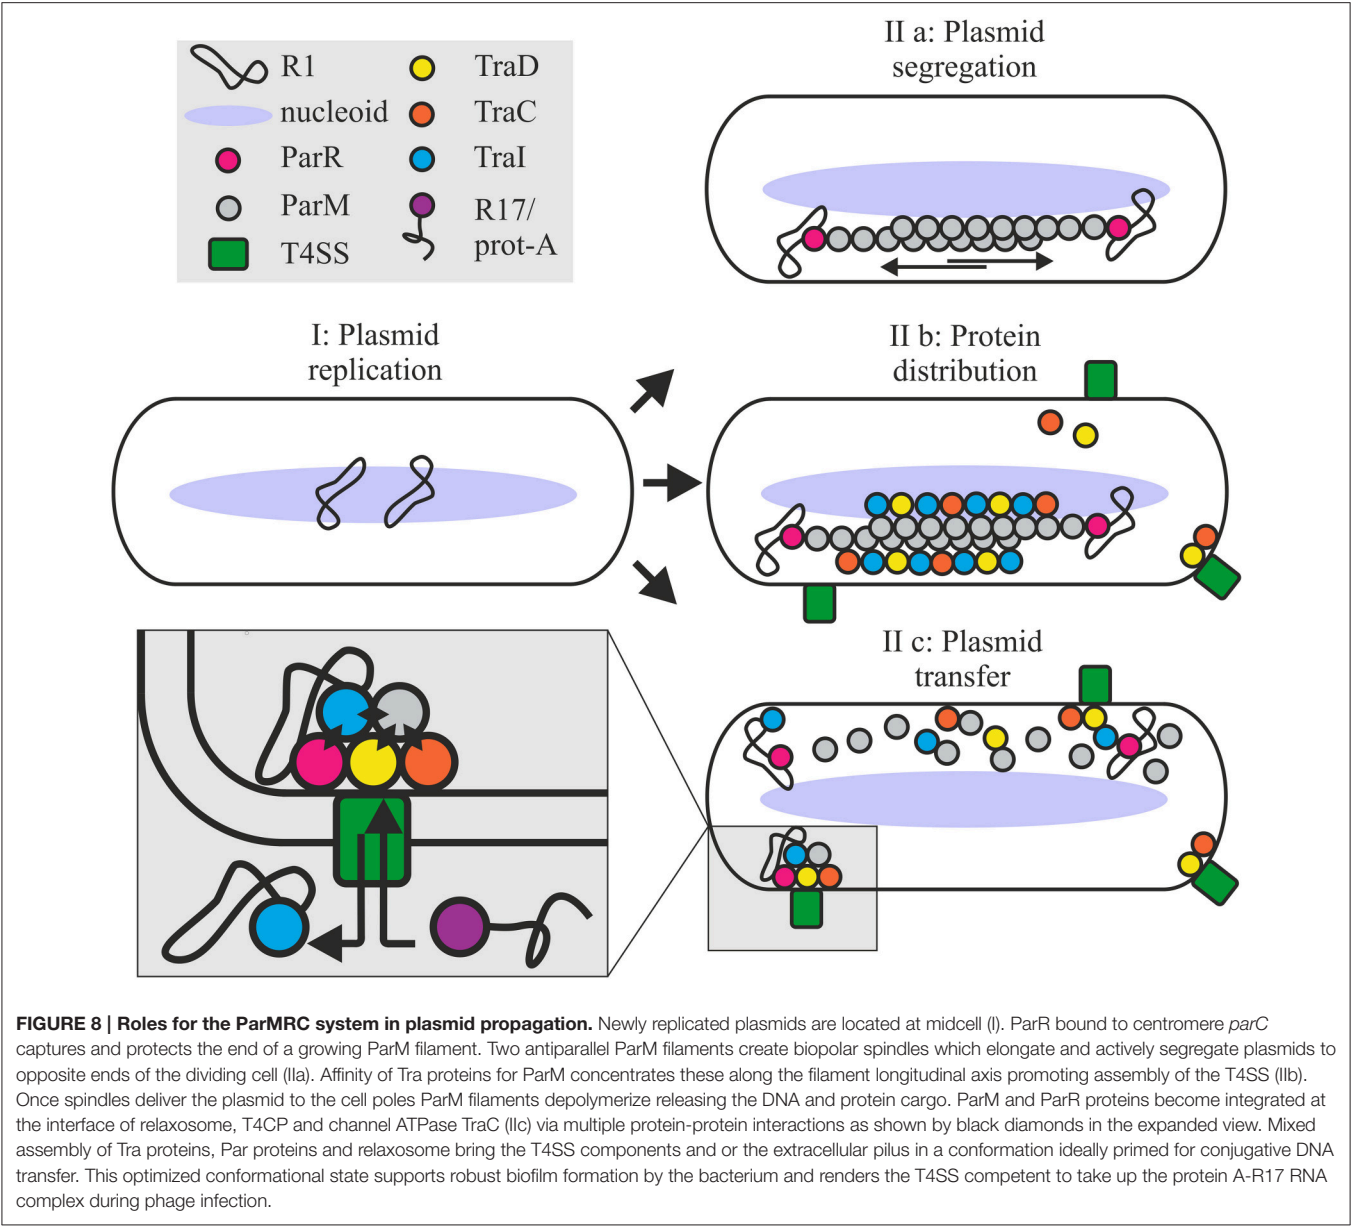 R1
nucleoid
ParR
ParM
T4SS
TraD
TraC
TraI
R17/
prot-A
II a: Plasmid
segregation
I: Plasmid
replication
II b: Protein
distribution
II c: Plasmid
transfer
FIGURE 8 | Roles for the ParMRC system in plasmid propagation. Newly replicated plasmids are located at midcell (I). ParR bound to centromere parC
captures and protects the end of a growing ParM filament. Two antiparallel ParM filaments create biopolar spindles which elongate and actively segregate plasmids to
opposite ends of the dividing cell (IIa). Affinity of Tra proteins for ParM concentrates these along the filament longitudinal axis promoting assembly of the T4SS (IIb).
Once spindles deliver the plasmid to the cell poles ParM filaments depolymerize releasing the DNA and protein cargo. ParM and ParR proteins become integrated at
the interface of relaxosome, T4CP and channel ATPase TraC (IIc) via multiple protein-protein interactions as shown by black diamonds in the expanded view. Mixed
assembly of Tra proteins, Par proteins and relaxosome bring the T4SS components and or the extracellular pilus in a conformation ideally primed for conjugative DNA
transfer. This optimized conformational state supports robust biofilm formation by the bacterium and renders the T4SS competent to take up the protein A-R17 RNA
complex during phage infection.